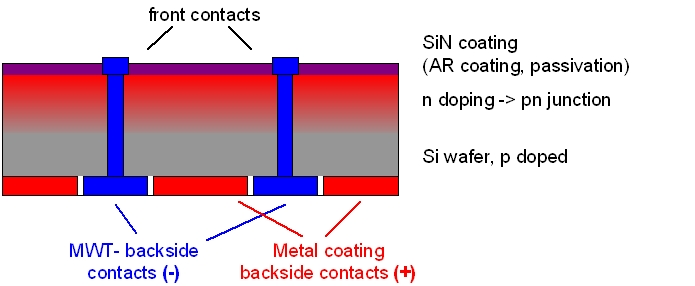 front contacts
SiN coating
(AR coating, passivation)
n doping -> pn junction
Si wafer, p doped
MWT- backside
contacts (-)
Metal coating
backside contacts (+)